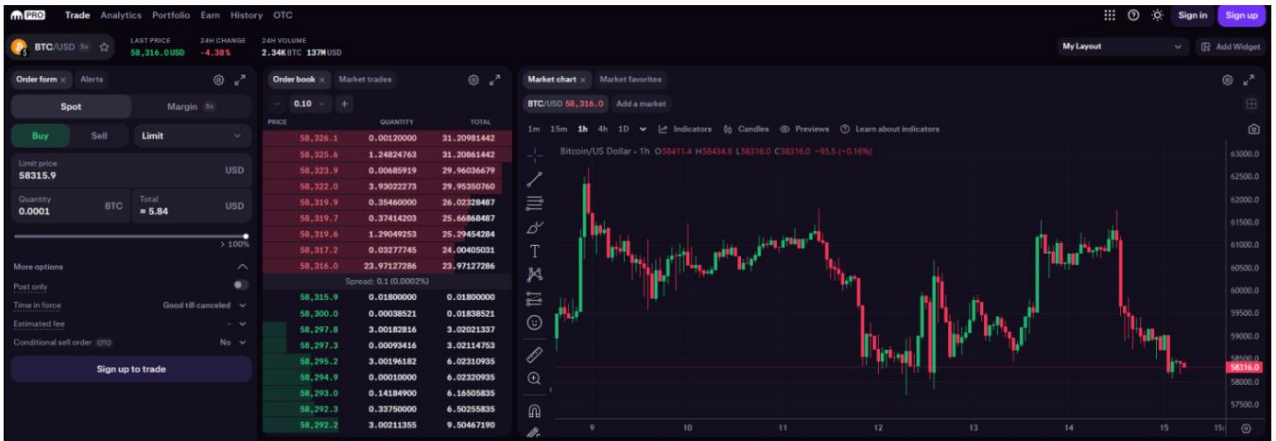 PRO Trade Analytics Portfolio Earn History OTC Sign in Sign up
BTC/USD 5x
LAST PRICE
58,316.0 USD
24H CHANGE
-4.38%
24H VOLUME
2.34K BTC 137M USD
My Layout
Add Widget
Order form × Alerts
Spot Margin 5x
Buy Sell Limit
Limit price
58315.9 USD
Quantity
0.0001 BTC
Total
≈ 5.84 USD
> 100%
More options
Post only
Time in force Good till canceled
Estimated fee -
Conditional sell order OTO No
Sign up to trade
Order book × Market trades
− 0.10 +
PRICE QUANTITY TOTAL
58,326.1 0.00120000 31.20981442
58,325.6 1.24824763 31.20861442
58,323.9 0.00685919 29.96036679
58,322.0 3.93022273 29.95350760
58,319.9 0.35460000 26.02328487
58,319.7 0.37414203 25.66868487
58,319.6 1.29049253 25.29454284
58,317.2 0.03277745 24.00405031
58,316.0 23.97127286 23.97127286
Spread: 0.1 (0.0002%)
58,315.9 0.01800000 0.01800000
58,300.0 0.00038521 0.01838521
58,297.8 3.00182816 3.02021337
58,297.3 0.00093416 3.02114753
58,295.2 3.00196182 6.02310935
58,294.9 0.00010000 6.02320935
58,293.0 0.14184900 6.16505835
58,292.3 0.33750000 6.50255835
58,292.2 3.00211355 9.50467190
Market chart × Market favorites
BTC/USD 58,316.0 Add a market
1m 15m 1h 4h 1D Indicators Candles Previews Learn about indicators
Bitcoin/US Dollar • 1h O58411.4 H58434.8 L58316.0 C58316.0 −95.5 (−0.16%)
63000.0
62500.0
62000.0
61500.0
61000.0
60500.0
60000.0
59500.0
59000.0
58500.0
58316.0
58000.0
57500.0
9 10 11 12 13 14 15 15: